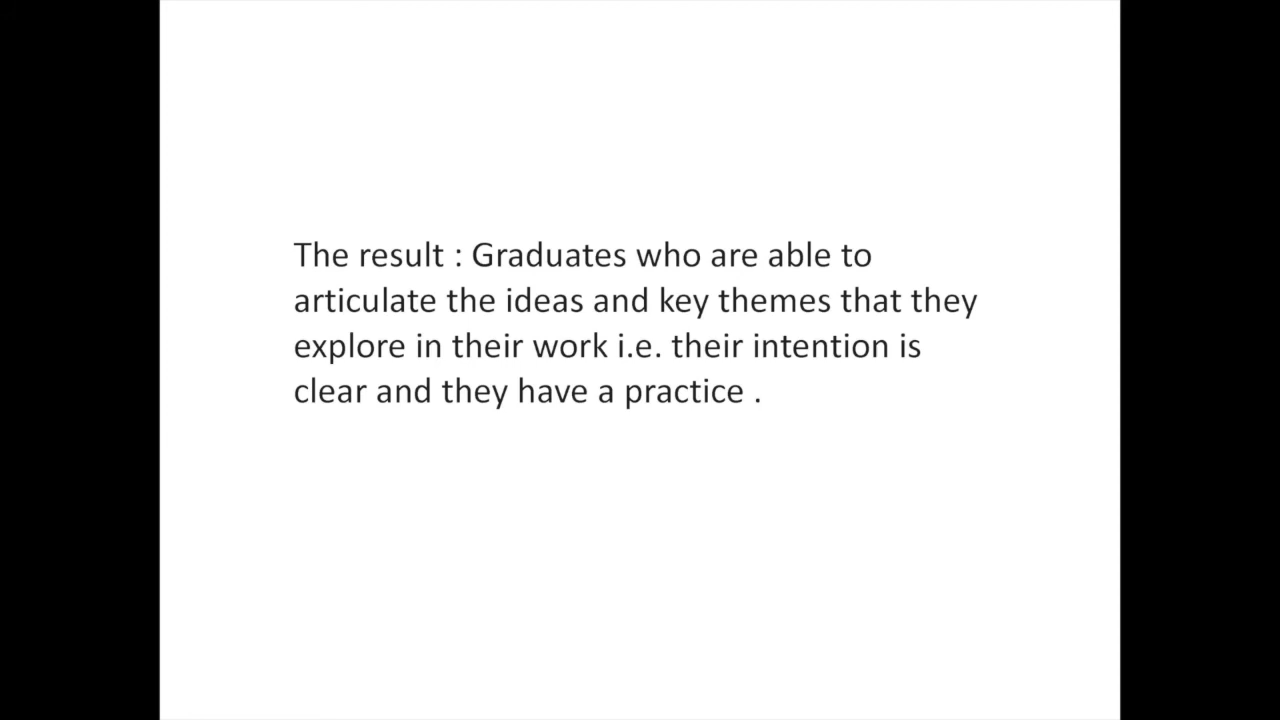 The result : Graduates who are able to
articulate the ideas and key themes that they
explore in their work i.e. their intention is
clear and they have a practice .